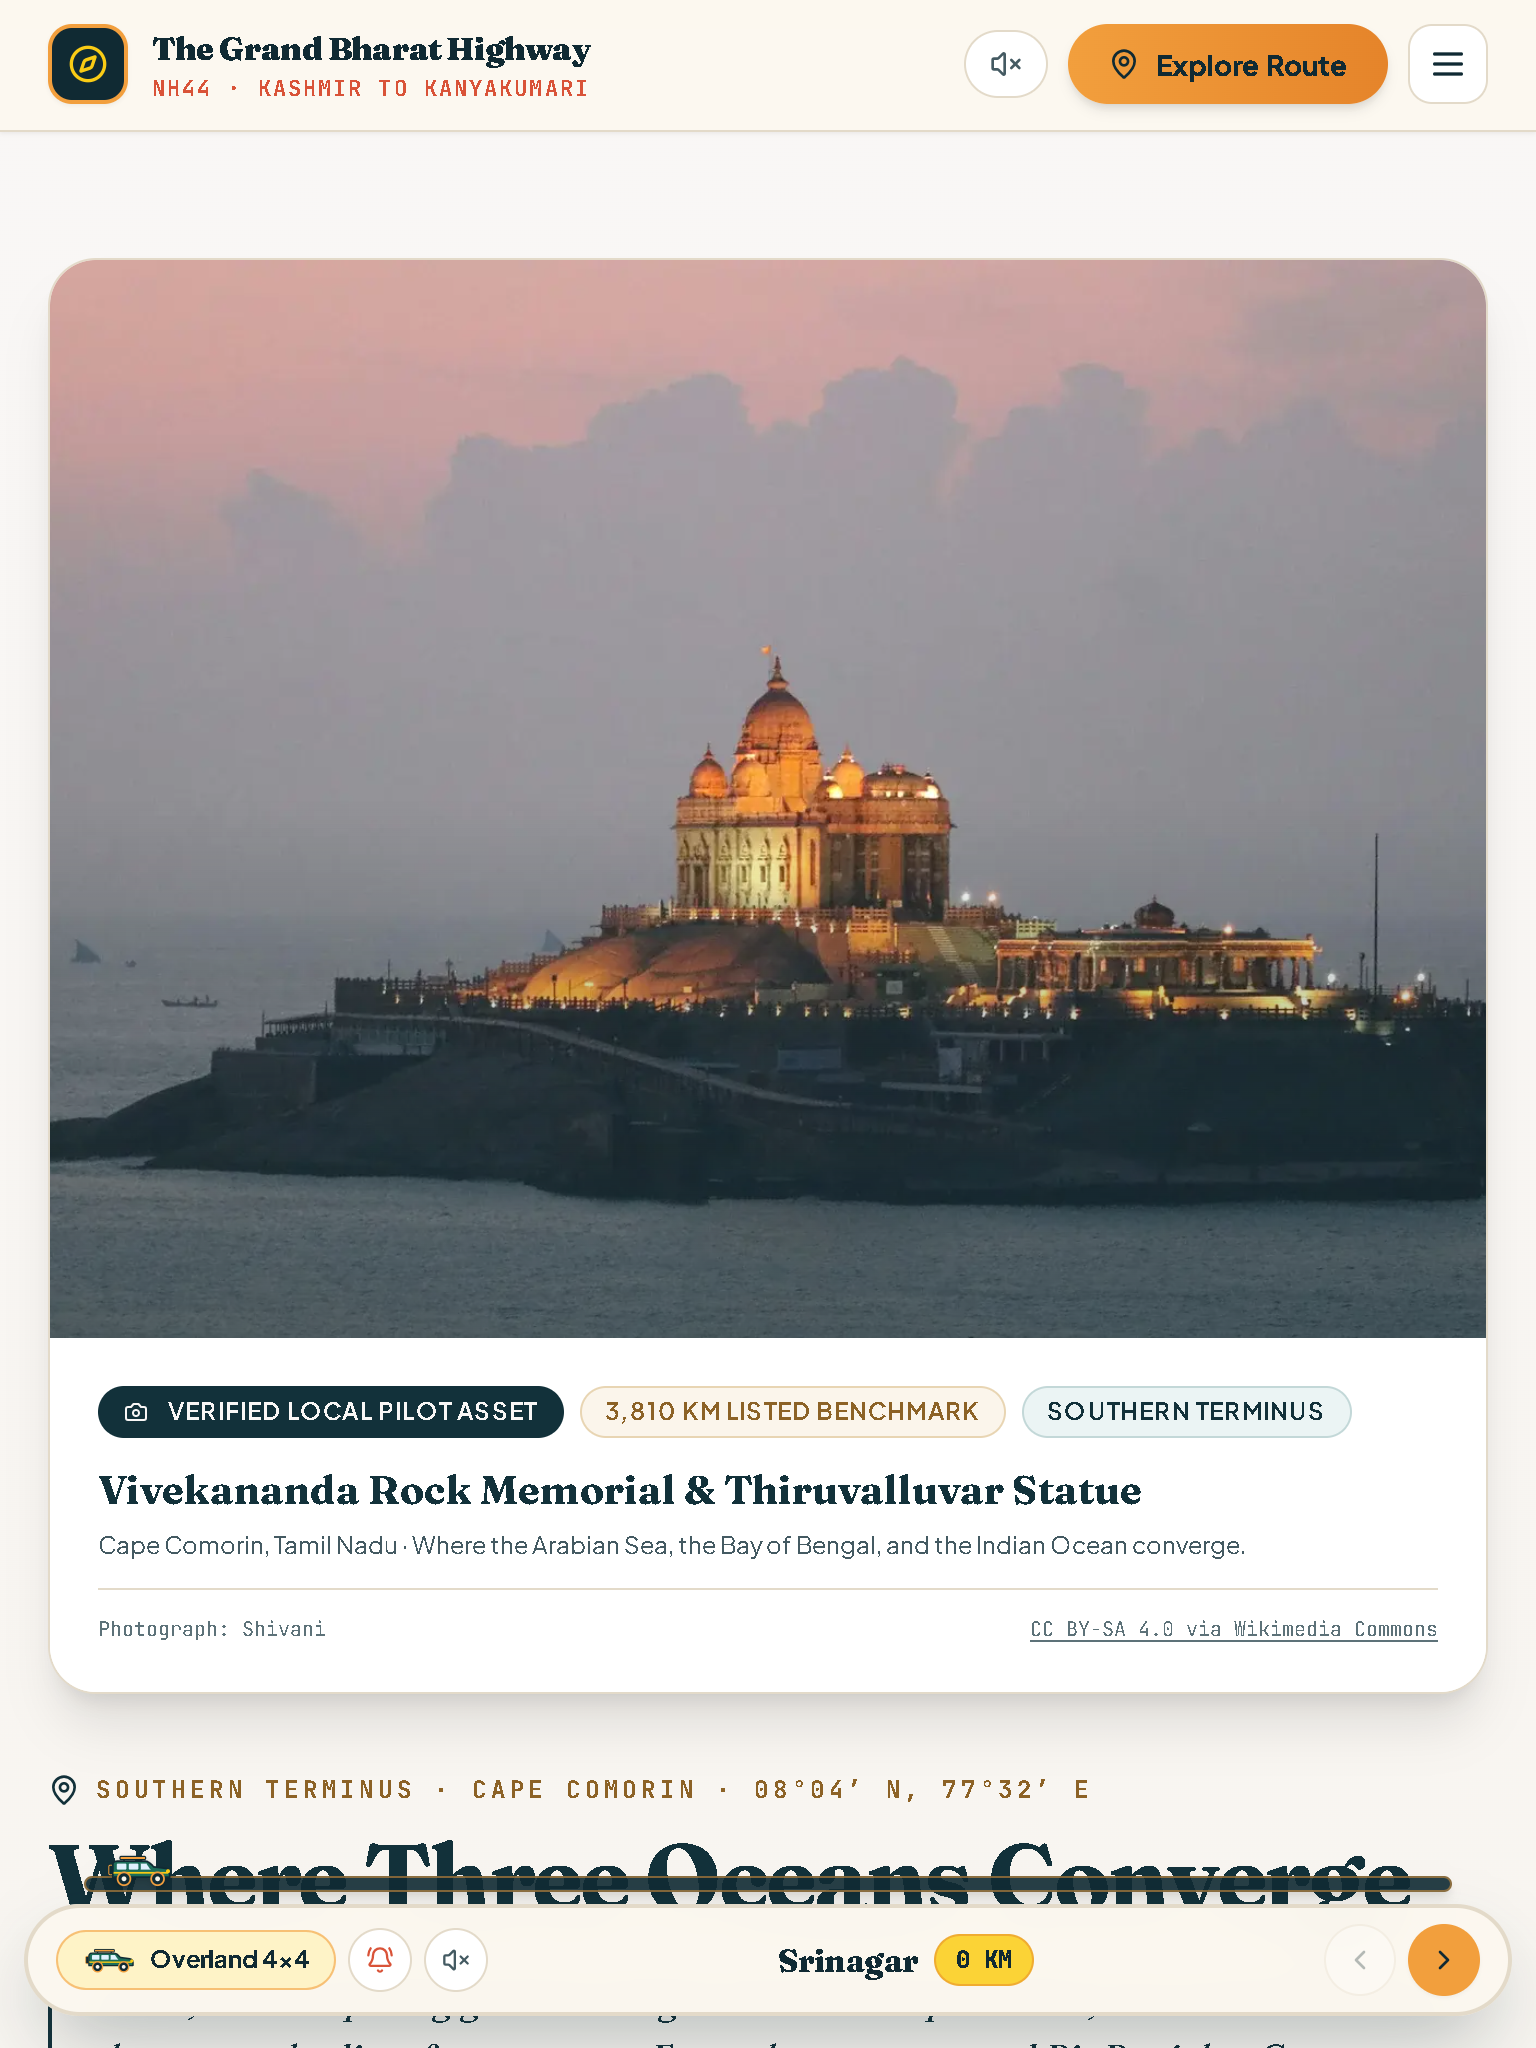 The Grand Bharat Highway
NH44 · KASHMIR TO KANYAKUMARI
Explore Route
VERIFIED LOCAL PILOT ASSET
3,810 KM LISTED BENCHMARK
SOUTHERN TERMINUS
Vivekananda Rock Memorial & Thiruvalluvar Statue
Cape Comorin, Tamil Nadu · Where the Arabian Sea, the Bay of Bengal, and the Indian Ocean converge.
Photograph: Shivani
CC BY-SA 4.0 via Wikimedia Commons
SOUTHERN TERMINUS · CAPE COMORIN · 08°04′ N, 77°32′ E
Where Three Oceans Converge
Overland 4×4
Srinagar
0 KM